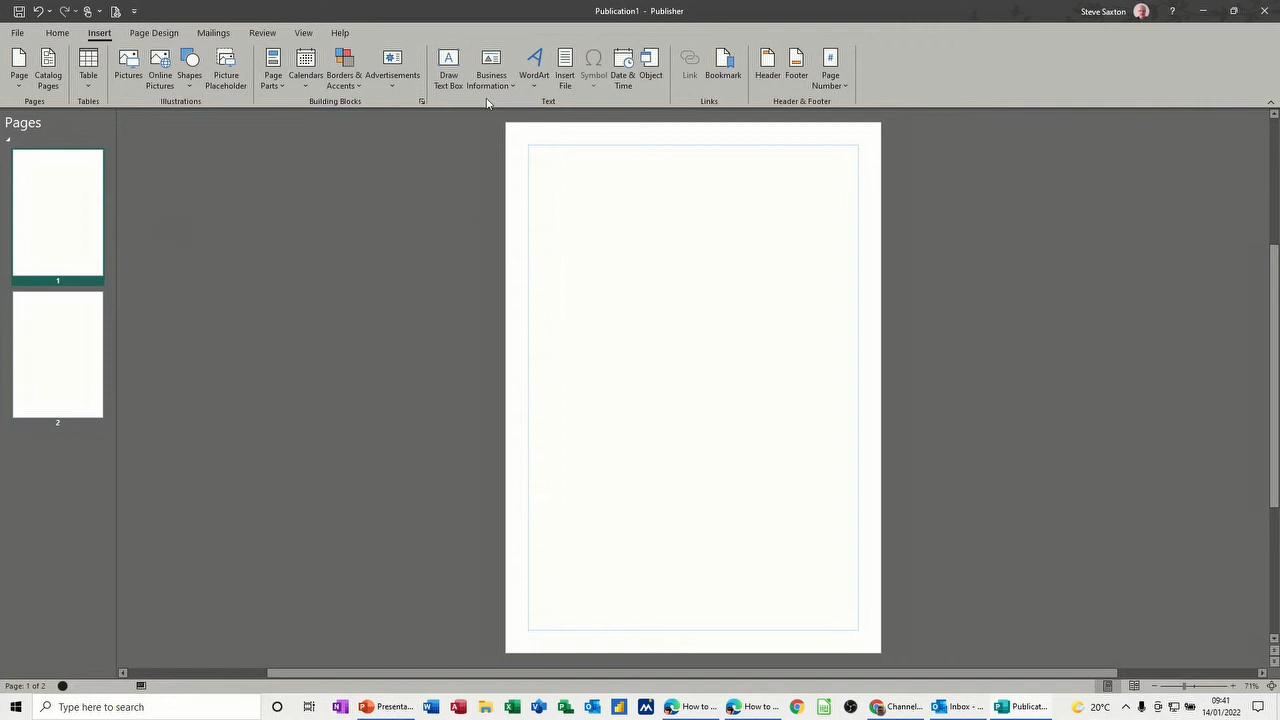 Publication1 - Publisher
Steve Saxton
?
File Home Insert Page Design Mailings Review View Help
Page
Catalog Pages
Table
Pictures
Online Pictures
Shapes
Picture Placeholder
Page Parts
Calendars
Borders & Accents
Advertisements
Draw Text Box
Business Information
WordArt
Insert File
Symbol
Date & Time
Object
Link
Bookmark
Header
Footer
Page Number
Pages Tables Illustrations Building Blocks Text Links Header & Footer
Pages
1
2
Page: 1 of 2
71%
Type here to search
Presenta...
How to ...
How to ...
Channel...
Inbox - ...
Publicat...
20°C
09:41
14/01/2022